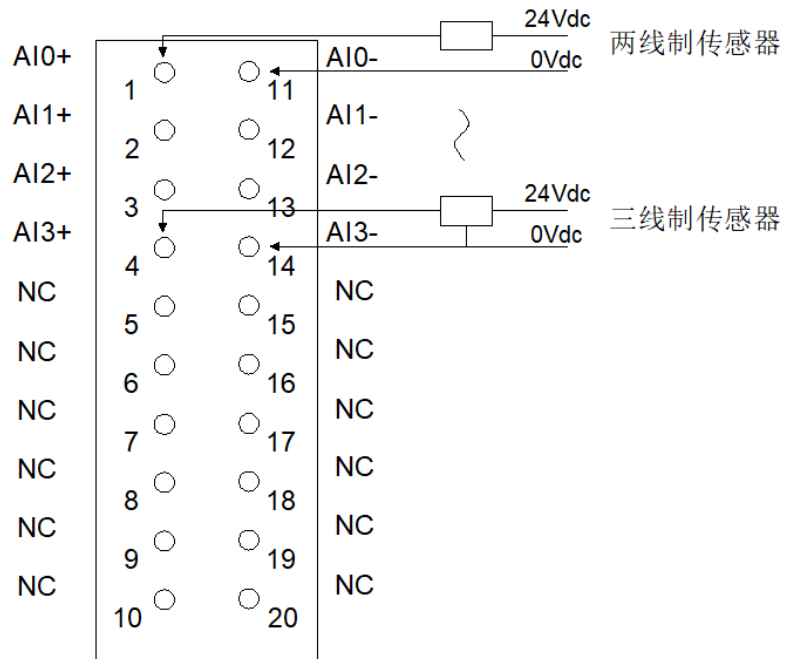 24Vdc
两线制传感器
AI0+ 1 11 AI0- 0Vdc
AI1+ 2 12 AI1-
AI2+ 3 13 AI2-
24Vdc
三线制传感器
AI3+ 4 14 AI3- 0Vdc
NC 5 15 NC
NC 6 16 NC
NC 7 17 NC
NC 8 18 NC
NC 9 19 NC
NC 10 20 NC